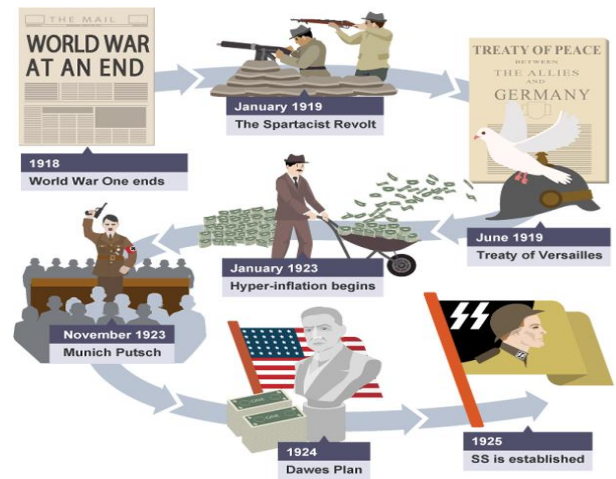 THE MAIL
WORLD WAR
AT AN END
1918
World War One ends
January 1919
The Spartacist Revolt
TREATY OF PEACE
BETWEEN
THE ALLIES
AND
GERMANY
June 1919
Treaty of Versailles
January 1923
Hyper-inflation begins
November 1923
Munich Putsch
1924
Dawes Plan
1925
SS is established